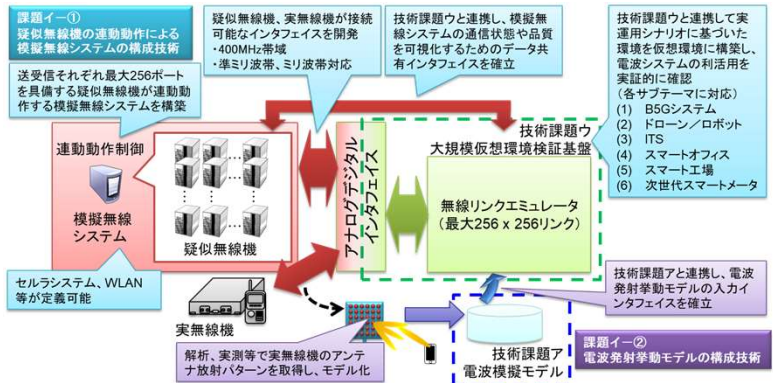 課題イー①
疑似無線機の連動動作による
模擬無線システムの構成技術
送受信それぞれ最大256ポート
を具備する疑似無線機が連動動
作する模擬無線システムを構築
疑似無線機、実無線機が接続
可能なインタフェイスを開発
・400MHz帯域
・準ミリ波帯、ミリ波帯対応
技術課題ウと連携し、模擬無
線システムの通信状態や品質
を可視化するためのデータ共
有インタフェイスを確立
技術課題ウと連携して実
運用シナリオに基づいた
環境を仮想環境に構築し、
電波システムの利活用を
実証的に確認
(各サブテーマに対応)
(1) B5Gシステム
(2) ドローン/ロボット
(3) ITS
(4) スマートオフィス
(5) スマート工場
(6) 次世代スマートメータ
連動動作制御
模擬無線
システム
疑似無線機
アナログデジタル
インタフェイス
技術課題ウ
大規模仮想環境検証基盤
無線リンクエミュレータ
(最大256 x 256リンク)
セルラシステム、WLAN
等が定義可能
実無線機
解析、実測等で実無線機のアンテ
ナ放射パターンを取得し、モデル化
技術課題ア
電波模擬モデル
技術課題アと連携し、電波
発射挙動モデルの入力イ
ンタフェイスを確立
課題イー②
電波発射挙動モデルの構成技術